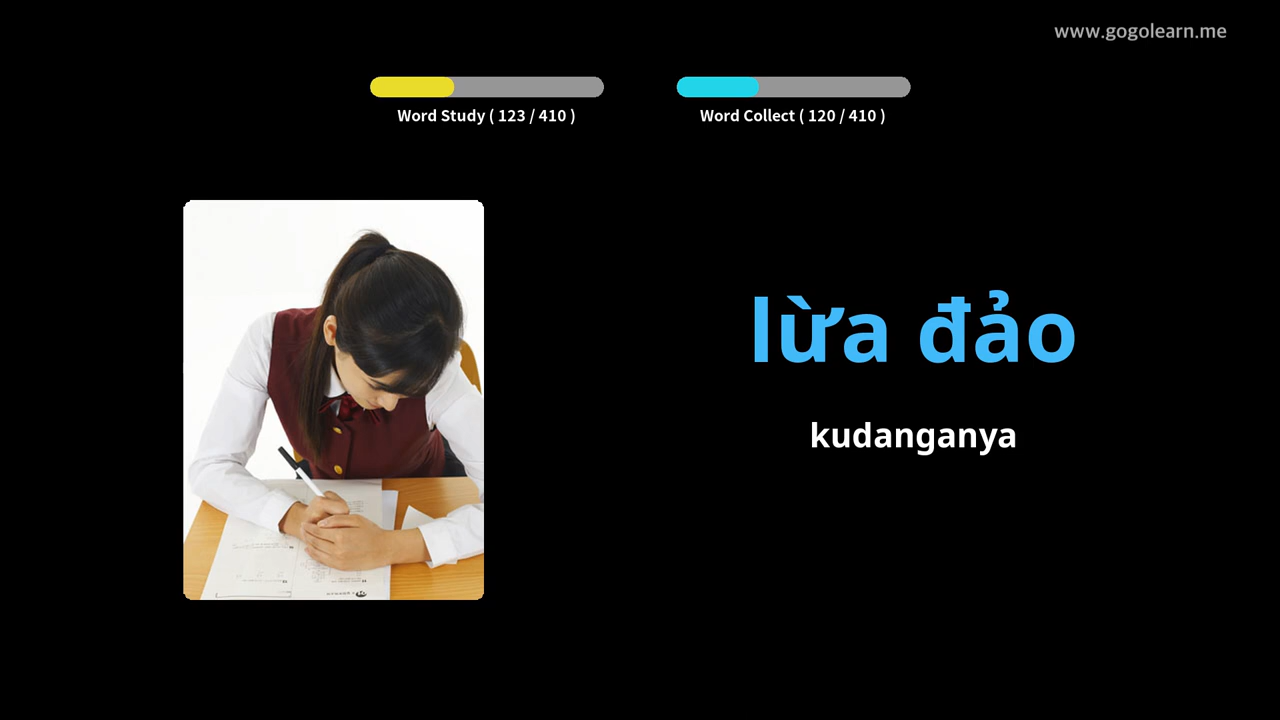 www.gogolearn.me
Word Study ( 123 / 410 )
Word Collect ( 120 / 410 )
lừa đảo
kudanganya